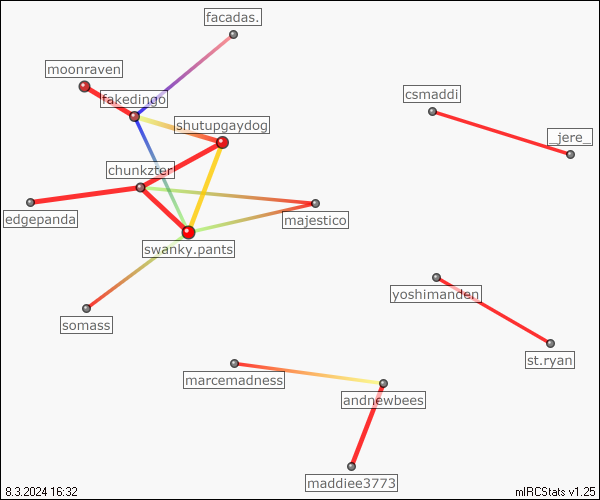 facadas.
moonraven
csmaddi
fakedingo
shutupgaydog
__jere_
chunkzter
edgepanda
majestico
swanky.pants
yoshimanden
somass
st.ryan
marcemadness
andnewbees
maddiee3773
8.3.2024 16:32
mIRCStats v1.25